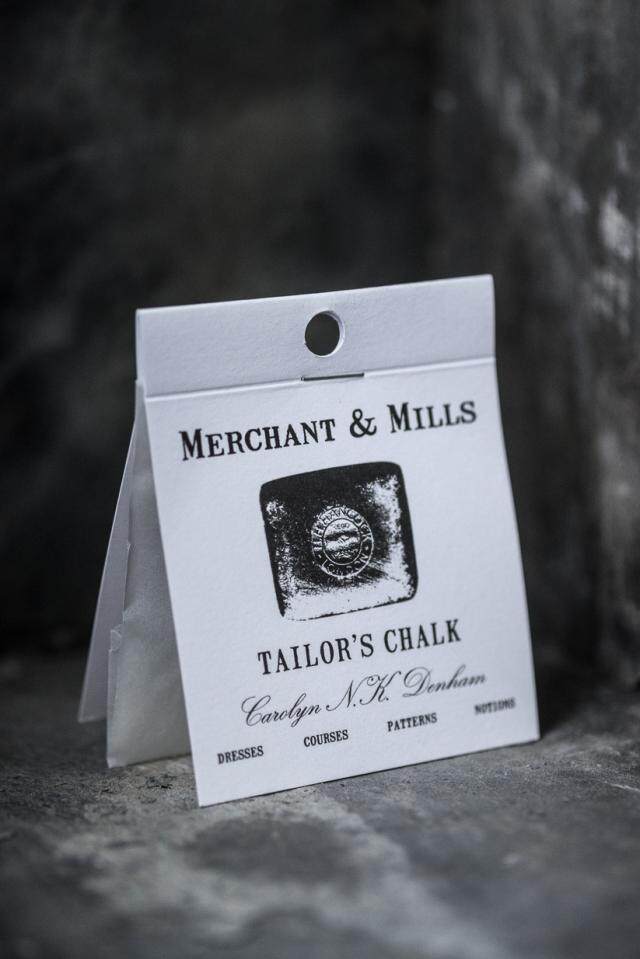 MERCHANT & MILLS
TAILOR'S CHALK
Carolyn N.K. Denham
DRESSES COURSES PATTERNS NOTIONS